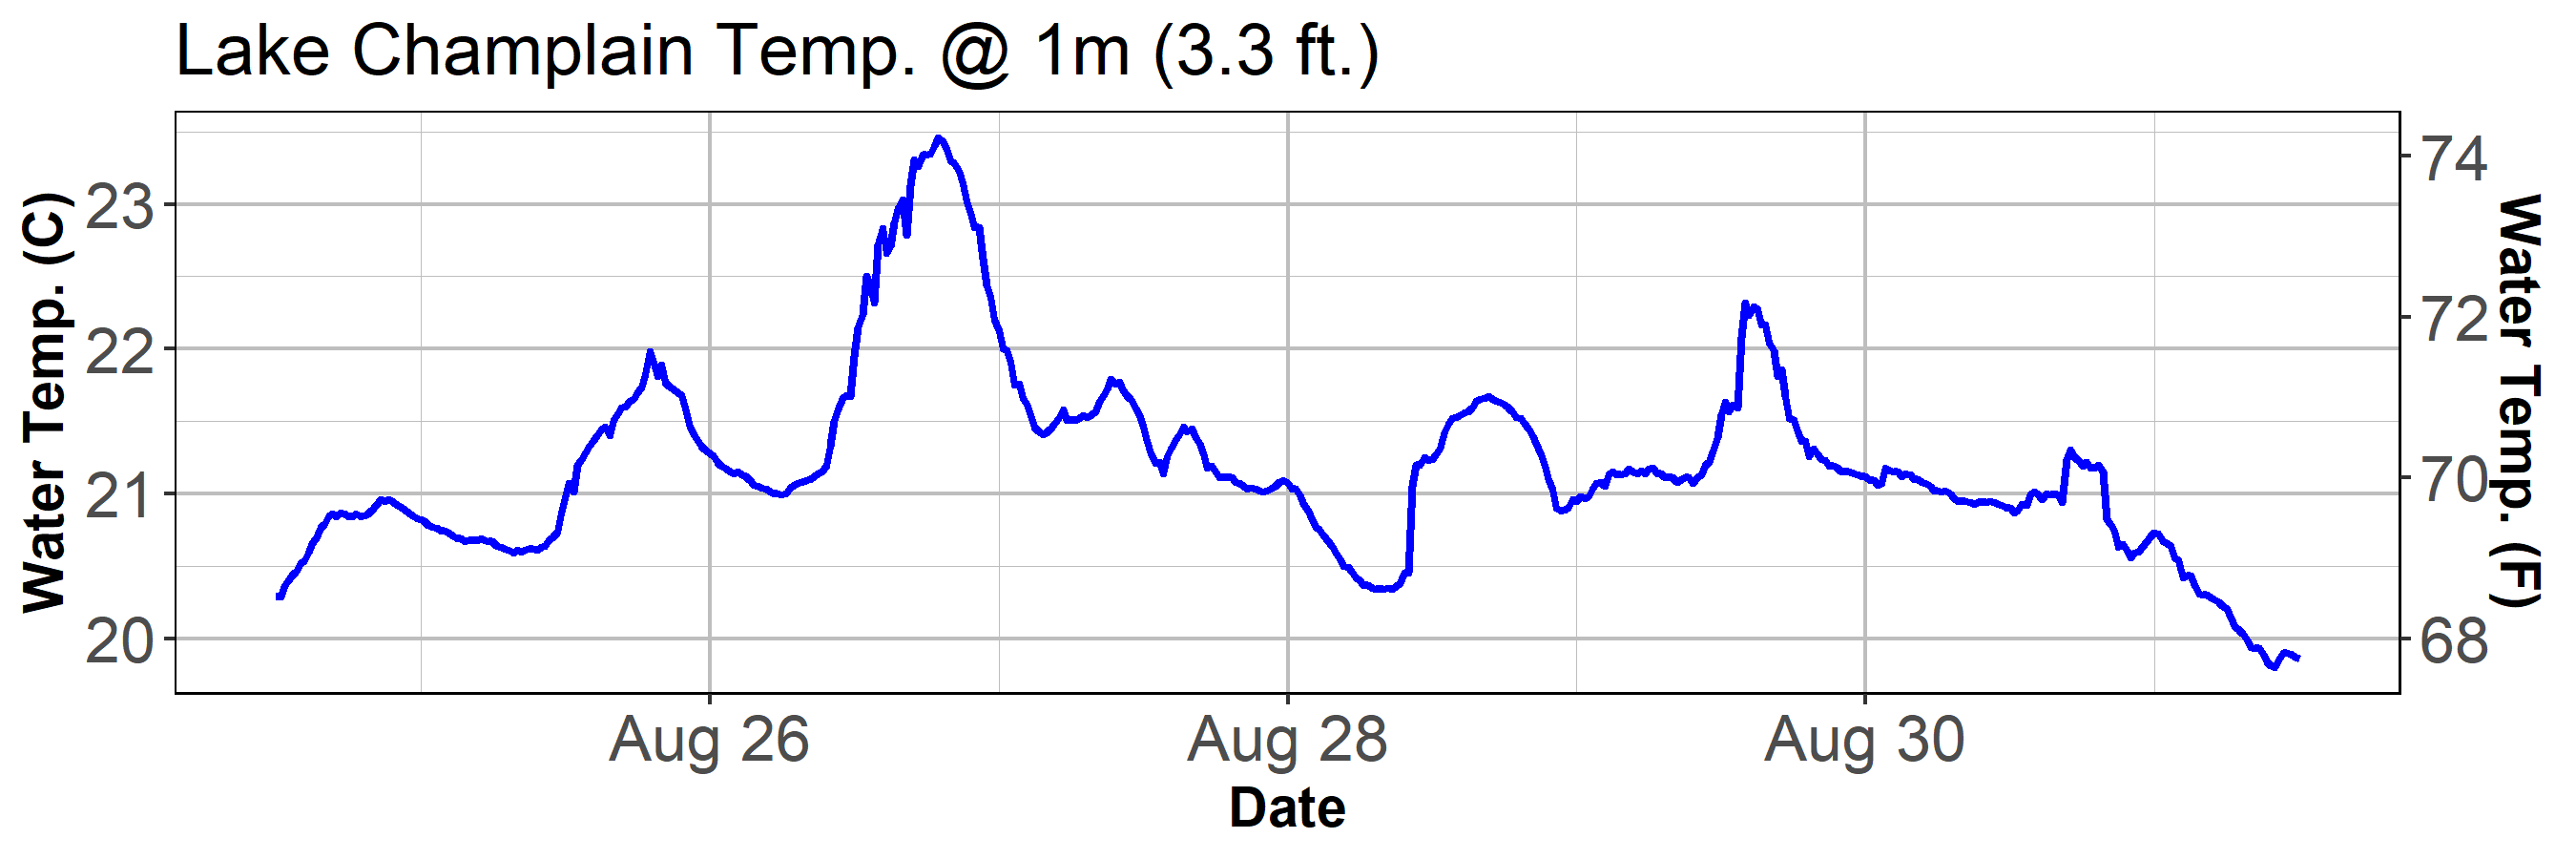 Lake Champlain Temp. @ 1m (3.3 ft.)
Water Temp. (C)
23
22
21
20
74
72
70
68
Water Temp. (F)
Aug 26
Aug 28
Aug 30
Date